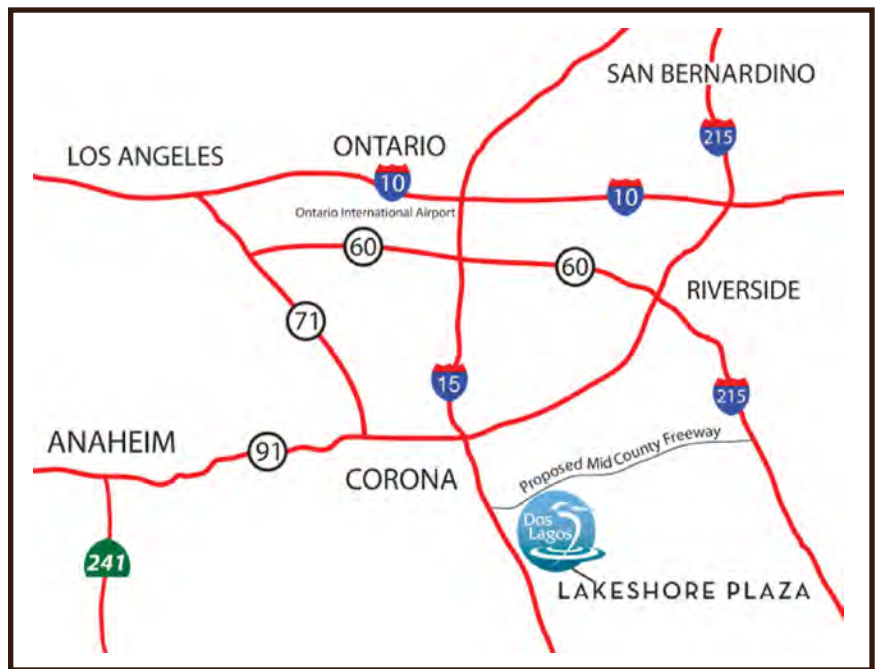 SAN BERNARDINO
215
LOS ANGELES
ONTARIO
10
10
Ontario International Airport
60
60
RIVERSIDE
71
15
215
ANAHEIM
91
CORONA
Proposed Mid County Freeway
Dos
Lagos
241
LAKESHORE PLAZA